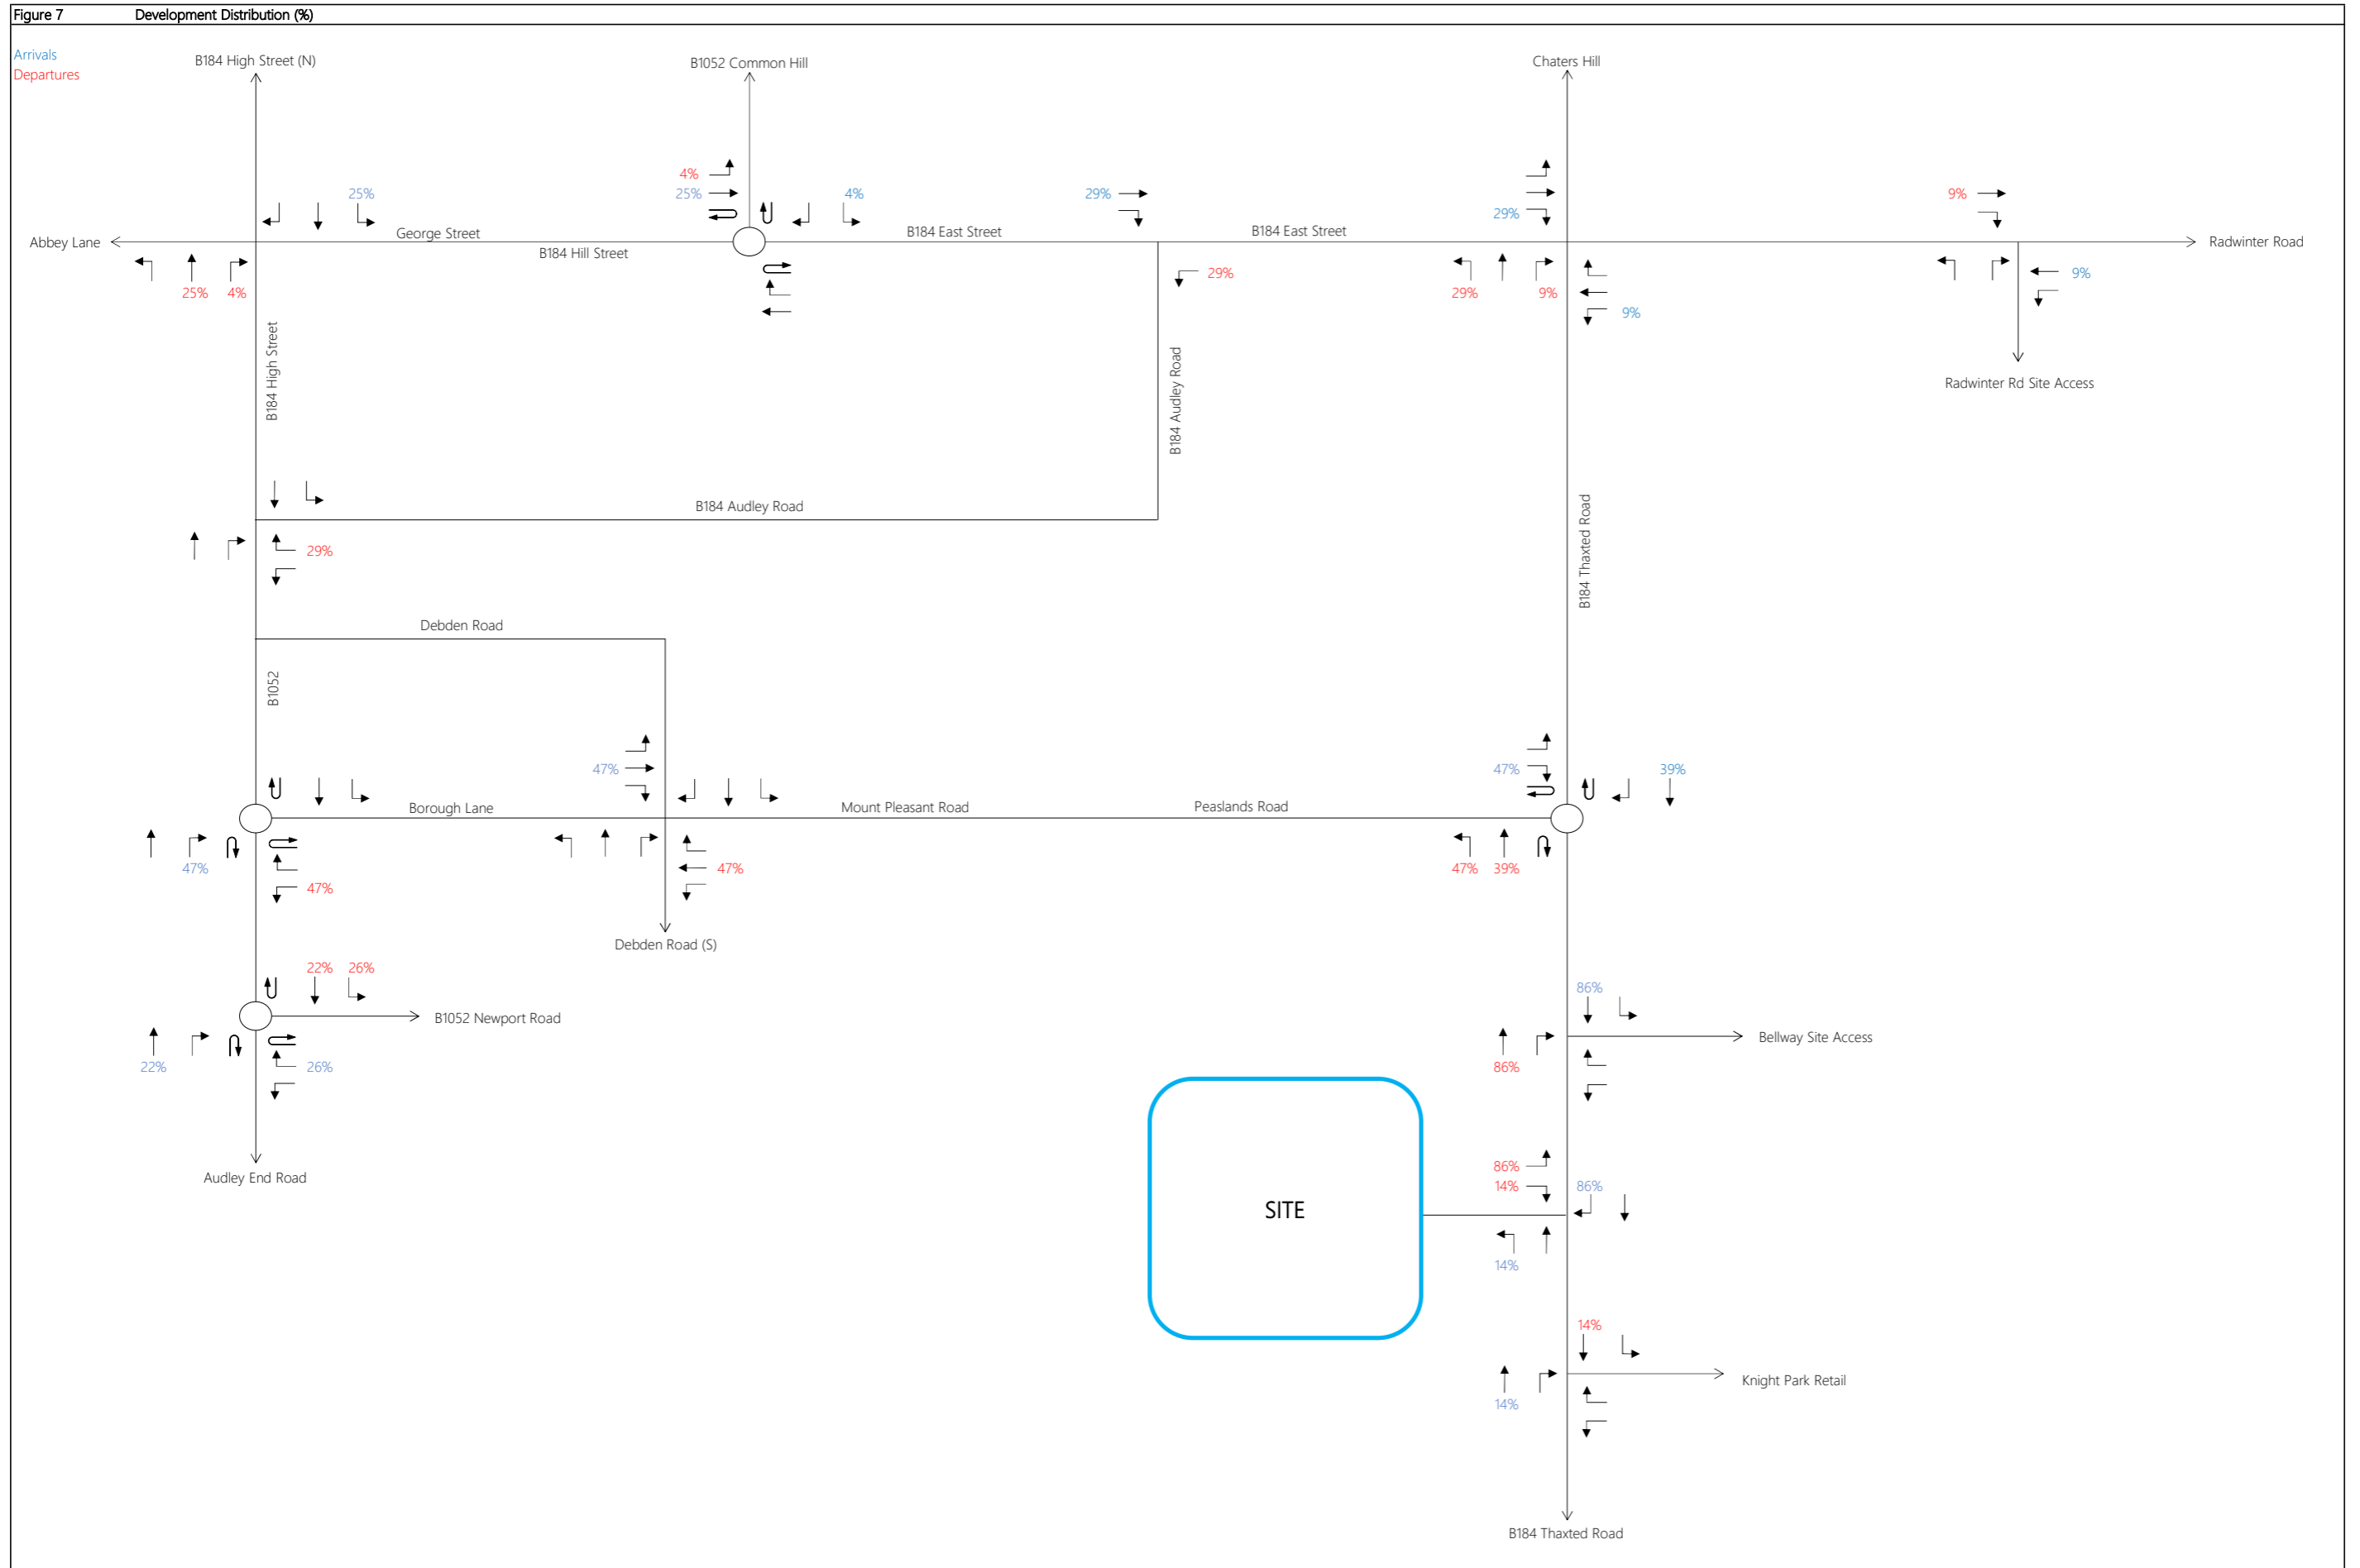 Figure 7 Development Distribution (%)
Arrivals
Departures
B184 High Street (N)
B1052 Common Hill
Chaters Hill
4%
25%
25%
4%
29%
29%
9%
Abbey Lane
George Street
B184 Hill Street
B184 East Street
B184 East Street
Radwinter Road
25%
4%
29%
29%
9%
9%
9%
B184 High Street
B184 Audley Road
Radwinter Rd Site Access
B184 Audley Road
B184 Thaxted Road
29%
Debden Road
B1052
47%
47%
39%
Borough Lane
Mount Pleasant Road
Peaslands Road
47%
47%
47%
47%
39%
Debden Road (S)
22%
26%
B1052 Newport Road
22%
26%
86%
Bellway Site Access
86%
Audley End Road
86%
14%
86%
SITE
14%
14%
Knight Park Retail
14%
B184 Thaxted Road